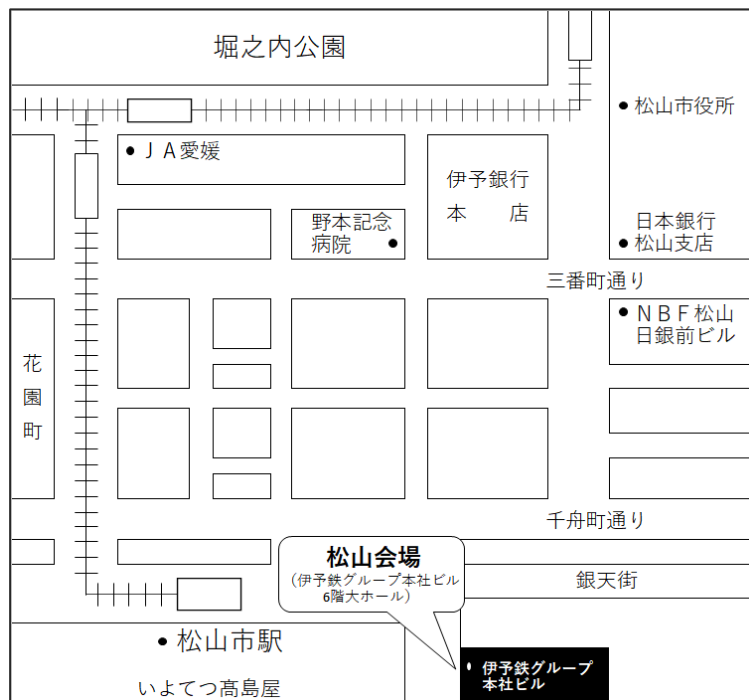 堀之内公園
松山市役所
ＪＡ愛媛
伊予銀行
本　店
野本記念
病院
日本銀行
松山支店
三番町通り
ＮＢＦ松山
日銀前ビル
花園町
千舟町通り
松山会場
（伊予鉄グループ本社ビル
6階大ホール）
銀天街
松山市駅
いよてつ髙島屋
伊予鉄グループ
本社ビル